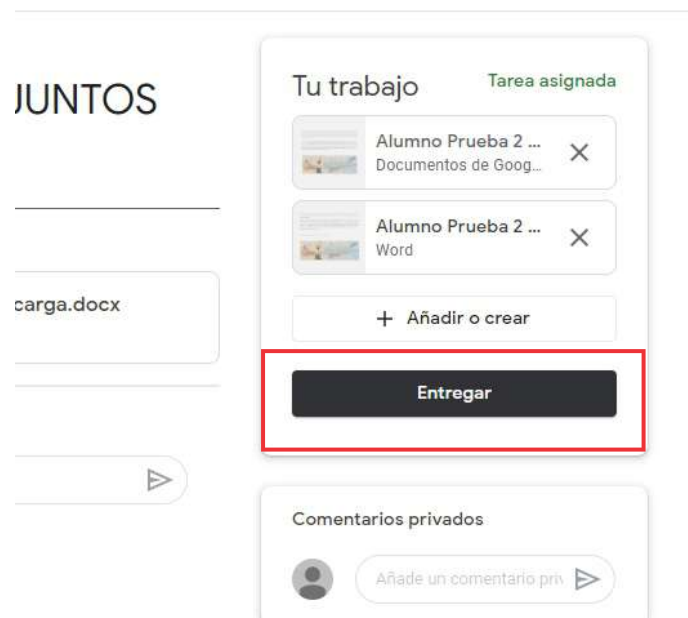 JUNTOS
carga.docx
Tu trabajo
Tarea asignada
Alumno Prueba 2 ...
Documentos de Goog...
Alumno Prueba 2 ...
Word
+ Añadir o crear
Entregar
Comentarios privados
Añade un comentario priv